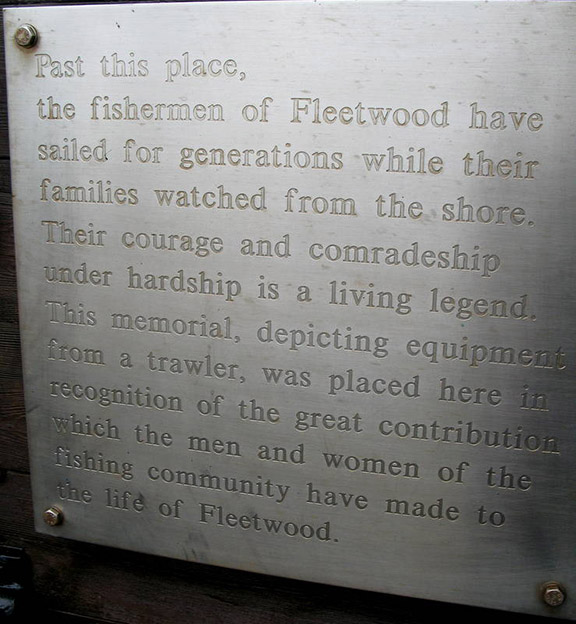 Past this place,
the fishermen of Fleetwood have
sailed for generations while their
families watched from the shore.
Their courage and comradeship
under hardship is a living legend.
This memorial, depicting equipment
from a trawler, was placed here in
recognition of the great contribution
which the men and women of the
fishing community have made to
the life of Fleetwood.